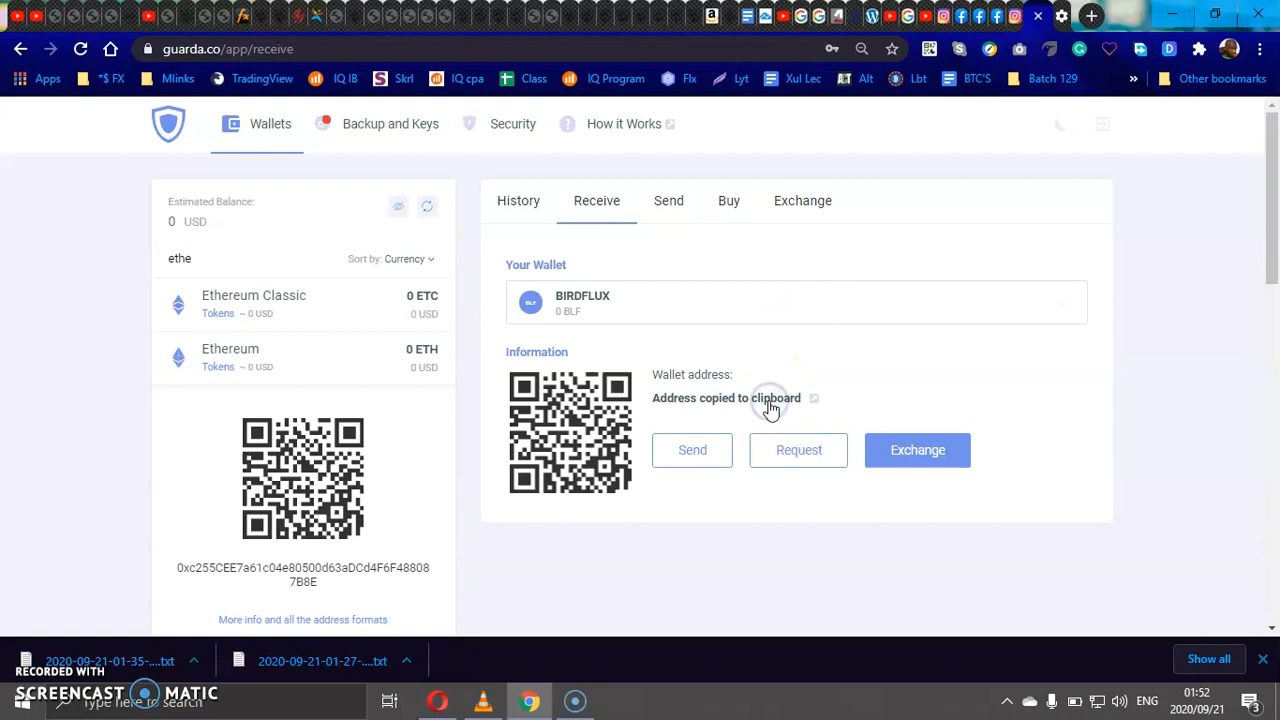 guarda.co/app/receive
Apps
*$ FX
Mlinks
TradingView
IQ IB
Skrl
IQ cpa
Class
IQ Program
Flx
Lyt
Xul Lec
Alt
Lbt
BTC'S
Batch 129
»
Other bookmarks
Wallets
Backup and Keys
Security
How it Works
Estimated Balance:
0 USD
ethe
Sort by: Currency
Ethereum Classic
0 ETC
Tokens ~ 0 USD
0 USD
Ethereum
0 ETH
Tokens ~ 0 USD
0 USD
0xc255CEE7a61c04e80500d63aDCd4F6F48808
7B8E
More info and all the address formats
History
Receive
Send
Buy
Exchange
Your Wallet
BLF
BIRDFLUX
0 BLF
Information
Wallet address:
Address copied to clipboard
Send
Request
Exchange
2020-09-21-01-35-....txt
2020-09-21-01-27-....txt
Show all
RECORDED WITH
SCREENCAST MATIC
Type here to search
ENG
01:52
2020/09/21
3